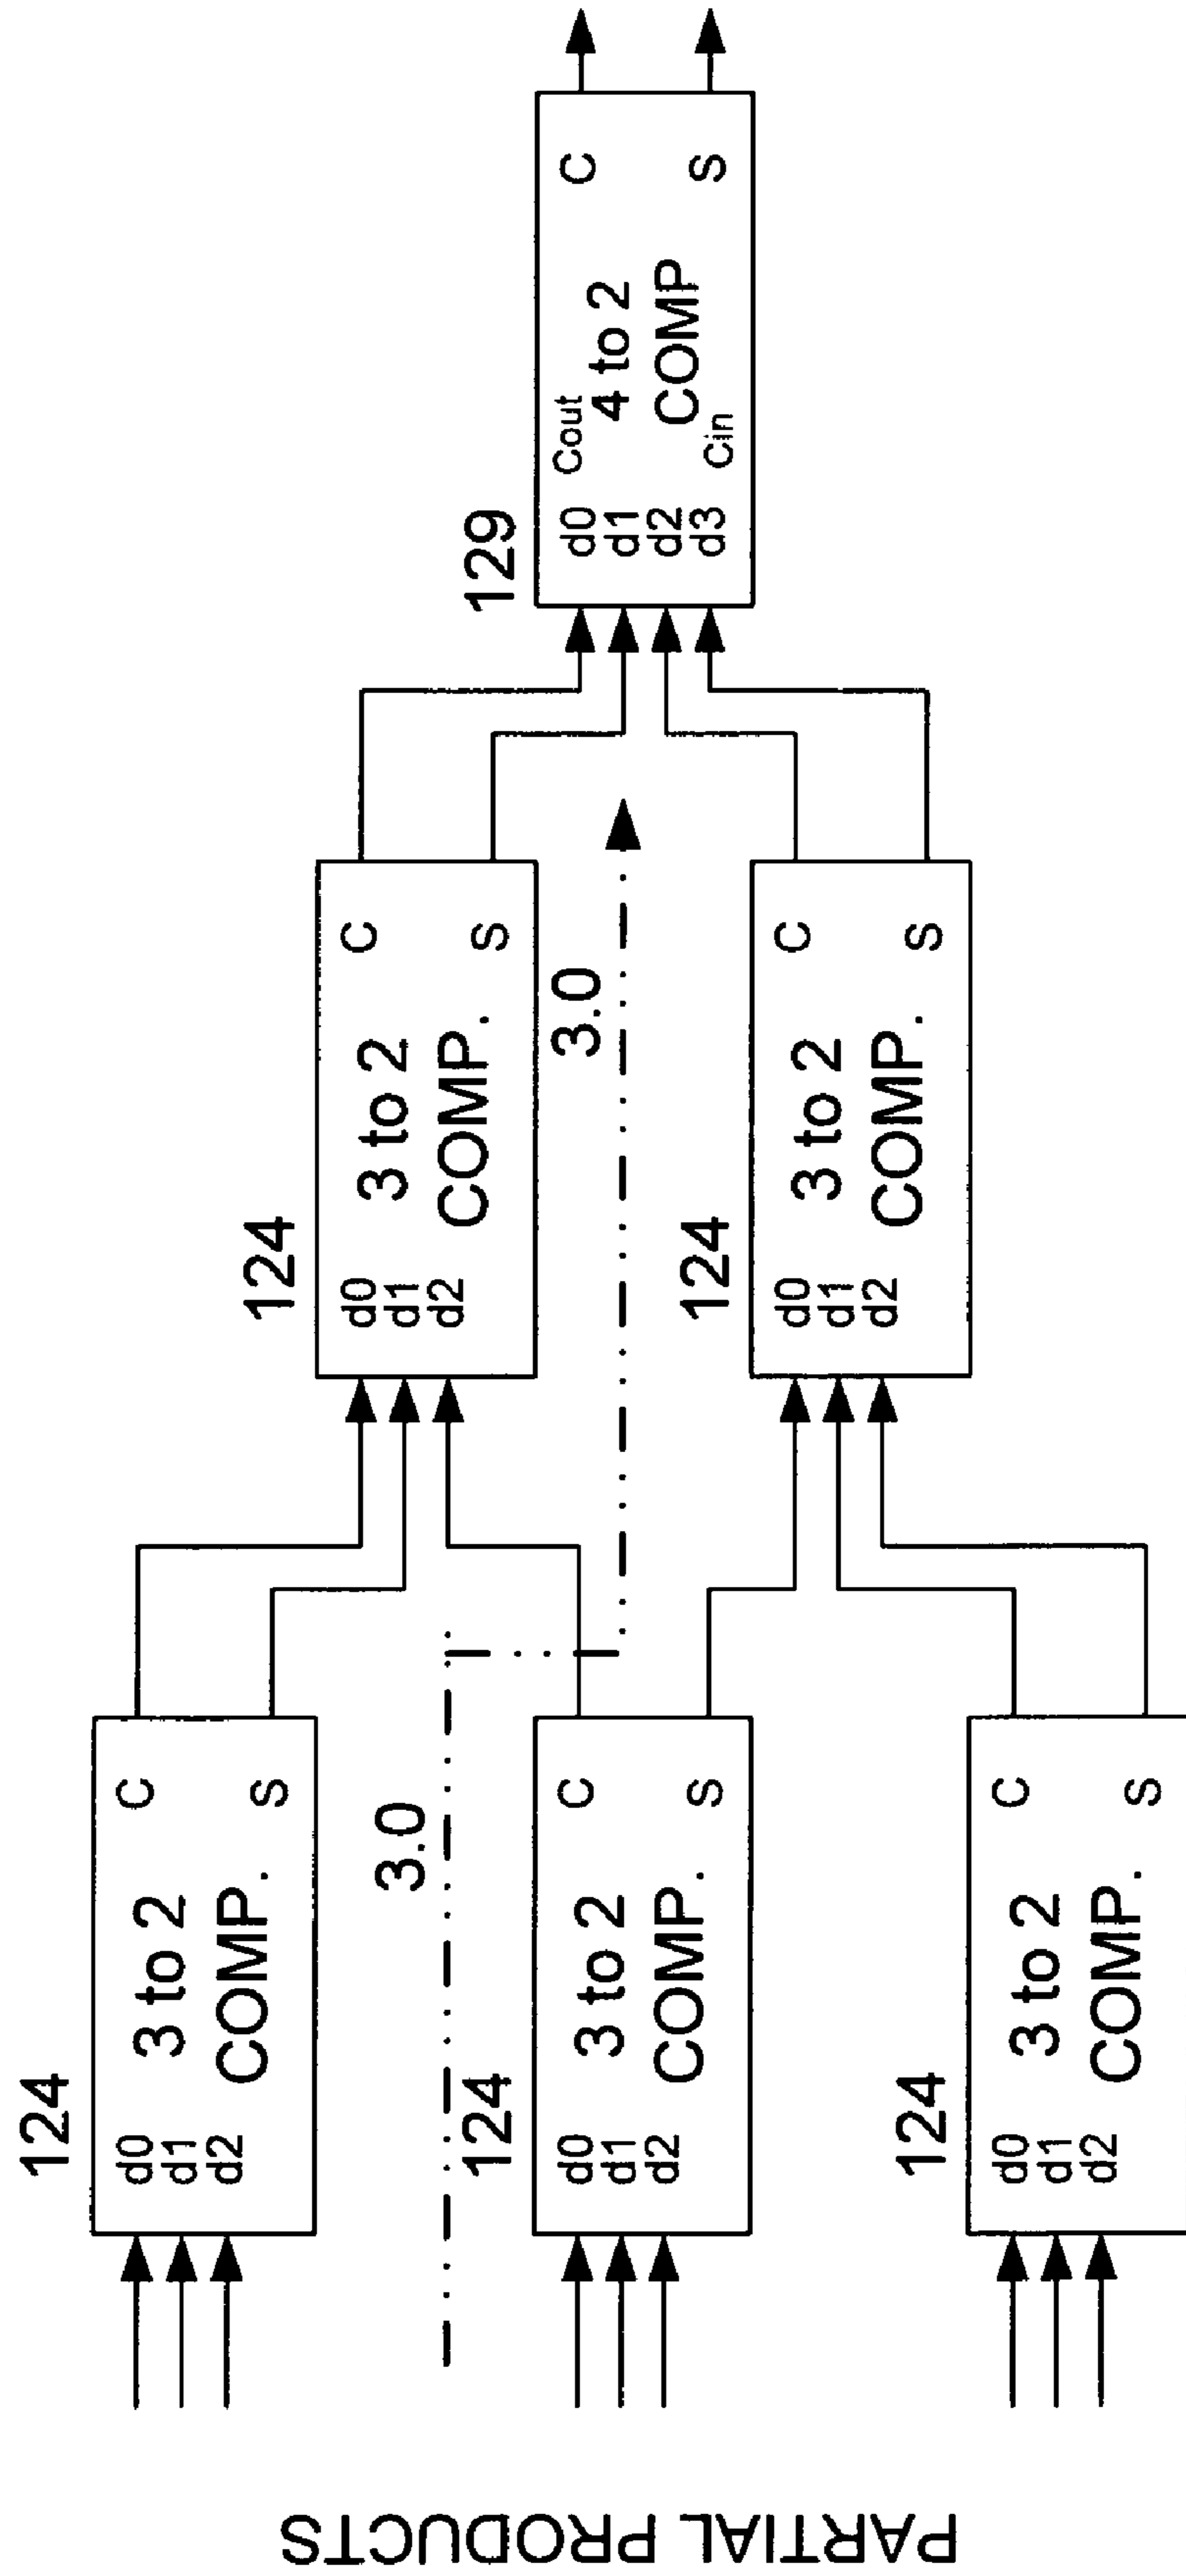 PARTIAL PRODUCTS
124
d0
d1
d2
3 to 2
COMP.
C
S
3.0
124
d0
d1
d2
3 to 2
COMP.
C
S
124
d0
d1
d2
3 to 2
COMP.
C
S
124
d0
d1
d2
3 to 2
COMP.
C
S
3.0
124
d0
d1
d2
3 to 2
COMP.
C
S
129
d0
d1
d2
d3
Cout
4 to 2
COMP
Cin
C
S